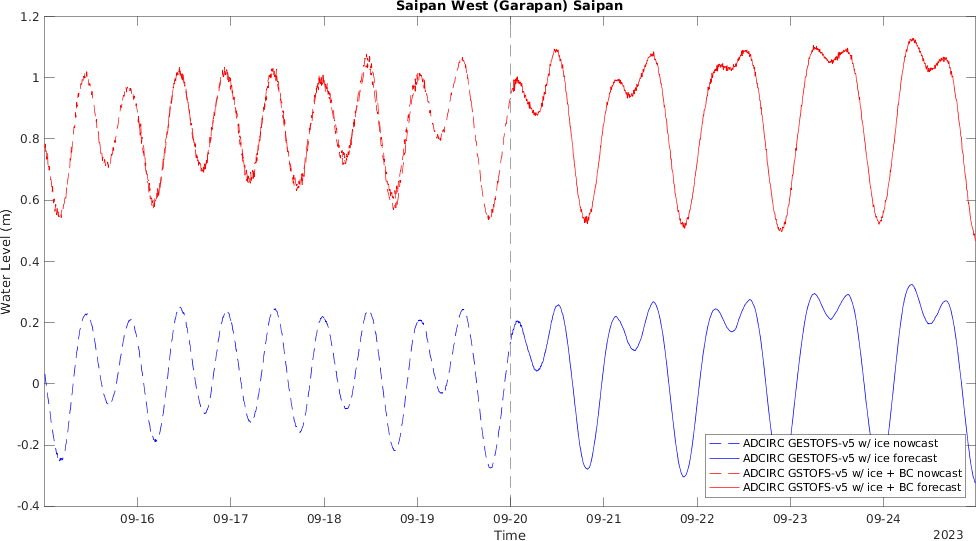 Saipan West (Garapan) Saipan
1.2
1
0.8
0.6
0.4
0.2
0
-0.2
-0.4
Water Level (m)
ADCIRC GESTOFS-v5 w/ ice nowcast
ADCIRC GESTOFS-v5 w/ ice forecast
ADCIRC GSTOFS-v5 w/ ice + BC nowcast
ADCIRC GSTOFS-v5 w/ ice + BC forecast
09-16 09-17 09-18 09-19 09-20 09-21 09-22 09-23 09-24
Time
2023